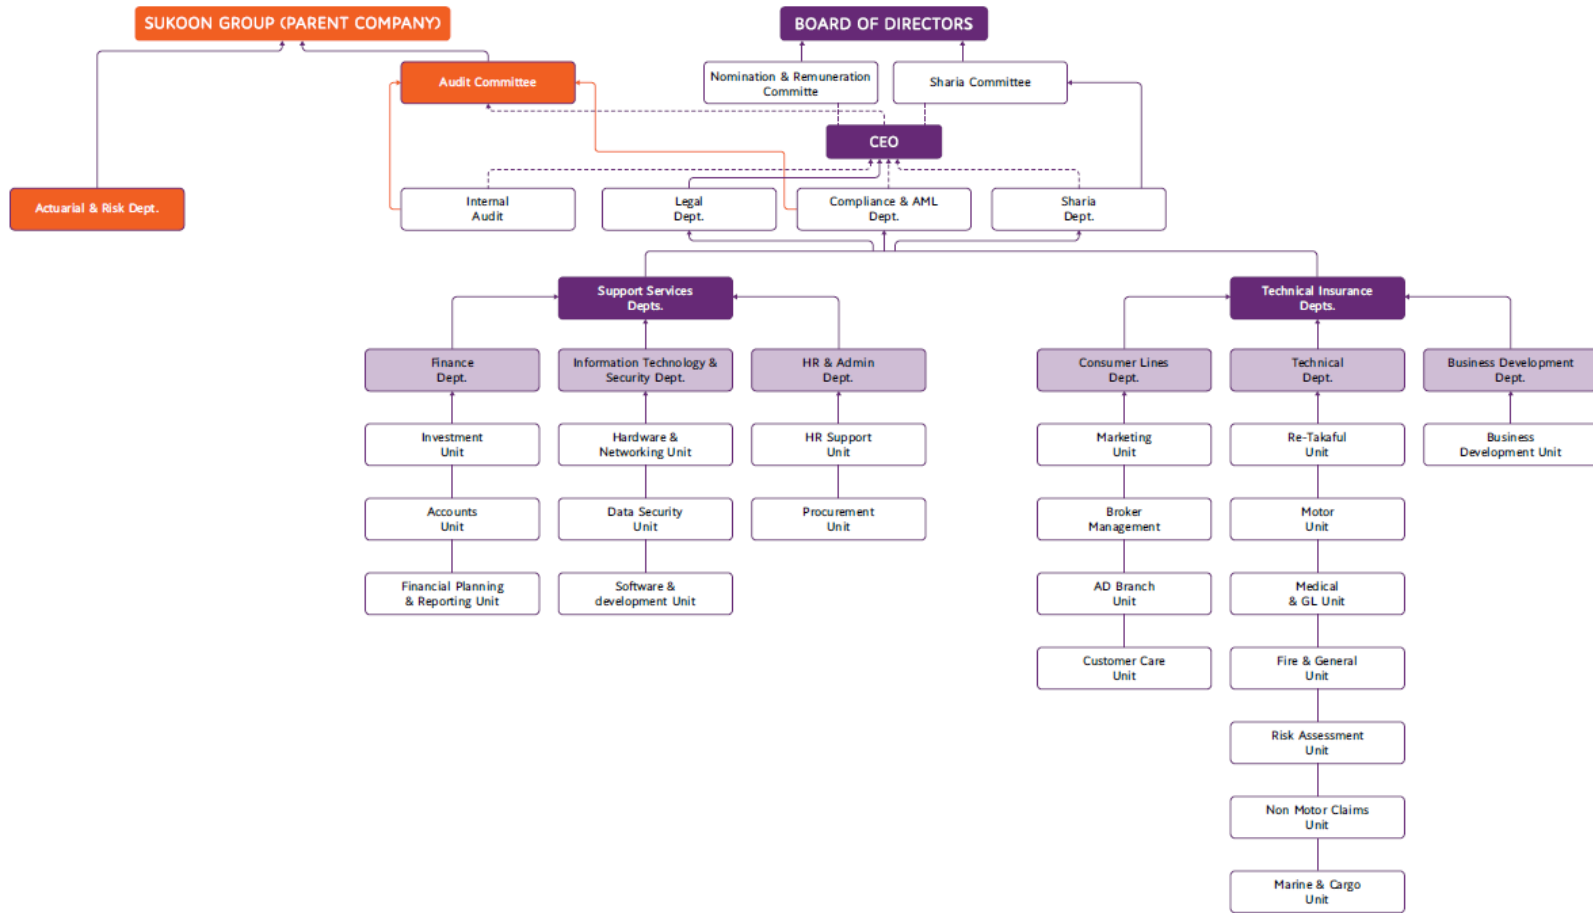 SUKOON GROUP (PARENT COMPANY)
BOARD OF DIRECTORS
Audit Committee
Nomination & Remuneration
Committe
Sharia Committee
CEO
Actuarial & Risk Dept.
Internal
Audit
Legal
Dept.
Compliance & AML
Dept.
Sharia
Dept.
Support Services
Depts.
Technical Insurance
Depts.
Finance
Dept.
Information Technology &
Security Dept.
HR & Admin
Dept.
Consumer Lines
Dept.
Technical
Dept.
Business Development
Dept.
Investment
Unit
Hardware &
Networking Unit
HR Support
Unit
Marketing
Unit
Re-Takaful
Unit
Business
Development Unit
Accounts
Unit
Data Security
Unit
Procurement
Unit
Broker
Management
Motor
Unit
Financial Planning
& Reporting Unit
Software &
development Unit
AD Branch
Unit
Medical
& GL Unit
Customer Care
Unit
Fire & General
Unit
Risk Assessment
Unit
Non Motor Claims
Unit
Marine & Cargo
Unit